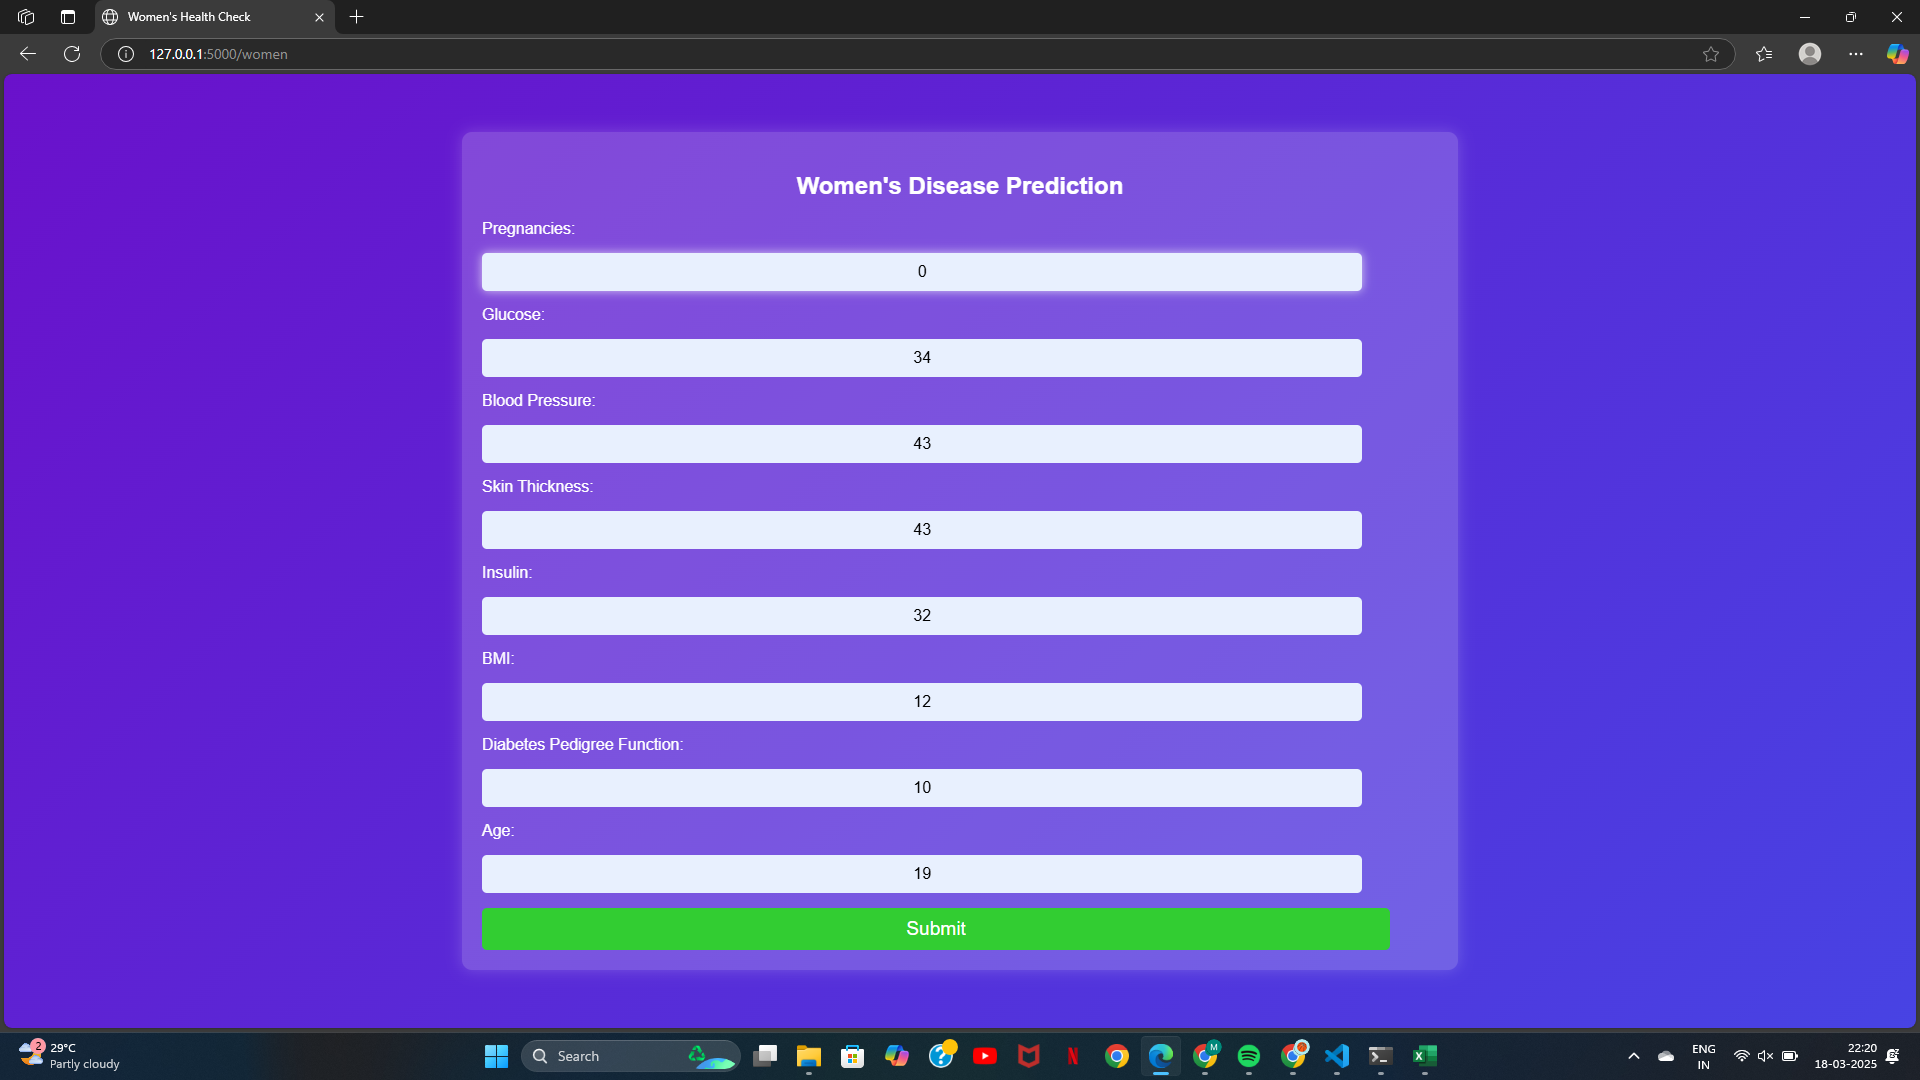 Women's Health Check
127.0.0.1:5000/women
Women's Disease Prediction
Pregnancies:
0
Glucose:
34
Blood Pressure:
43
Skin Thickness:
43
Insulin:
32
BMI:
12
Diabetes Pedigree Function:
10
Age:
19
Submit
2
29°C
Partly cloudy
Search
M
N
ENG
IN
22:20
18-03-2025